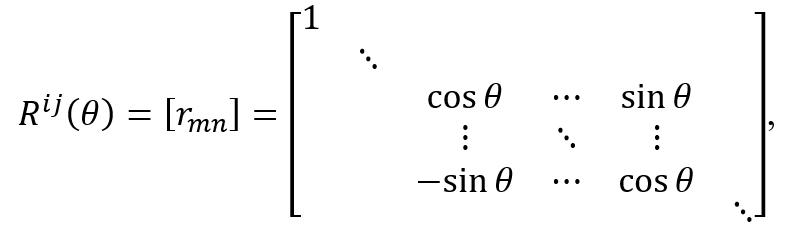 1
⋱
cos θ ⋯ sin θ
R^{ij}(θ) = [r_{mn}] = [ ⋮ ⋱ ⋮ ],
−sin θ ⋯ cos θ
⋱